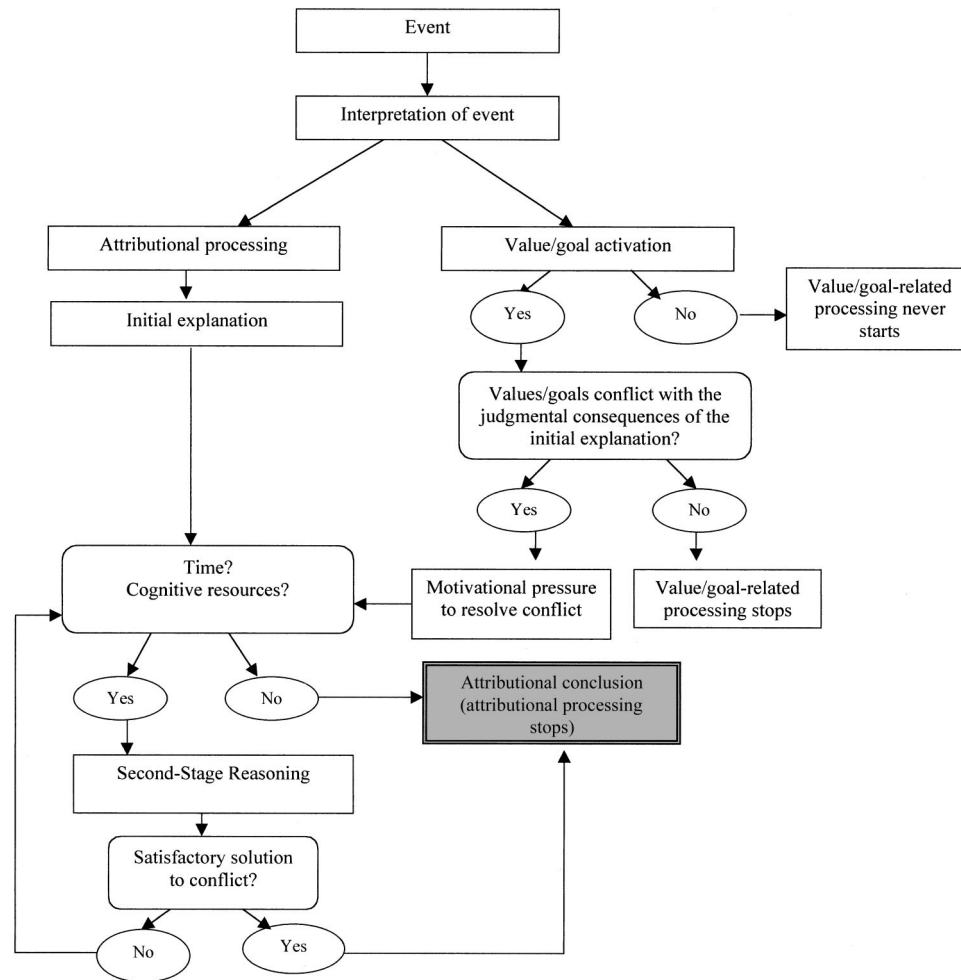 Event
Interpretation of event
Attributional processing
Value/goal activation
Initial explanation
Yes
No
Value/goal-related
processing never
starts
Values/goals conflict with the
judgmental consequences of the
initial explanation?
Yes
No
Time?
Cognitive resources?
Motivational pressure
to resolve conflict
Value/goal-related
processing stops
Yes
No
Attributional conclusion
(attributional processing
stops)
Second-Stage Reasoning
Satisfactory solution
to conflict?
No
Yes